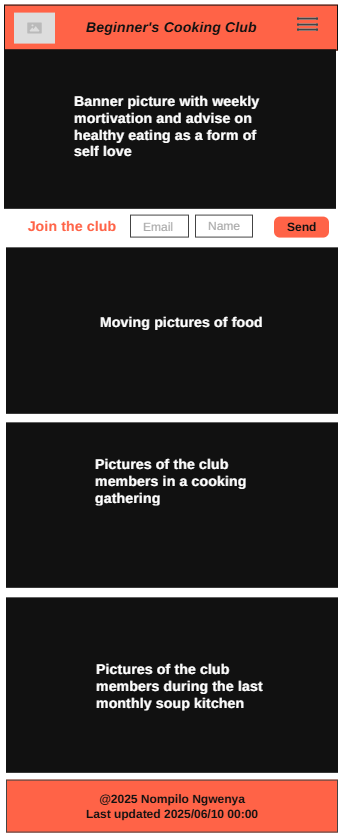 Beginner's Cooking Club
Banner picture with weekly
mortivation and advise on
healthy eating as a form of
self love
Join the club Email Name Send
Moving pictures of food
Pictures of the club
members in a cooking
gathering
Pictures of the club
members during the last
monthly soup kitchen
@2025 Nompilo Ngwenya
Last updated 2025/06/10 00:00